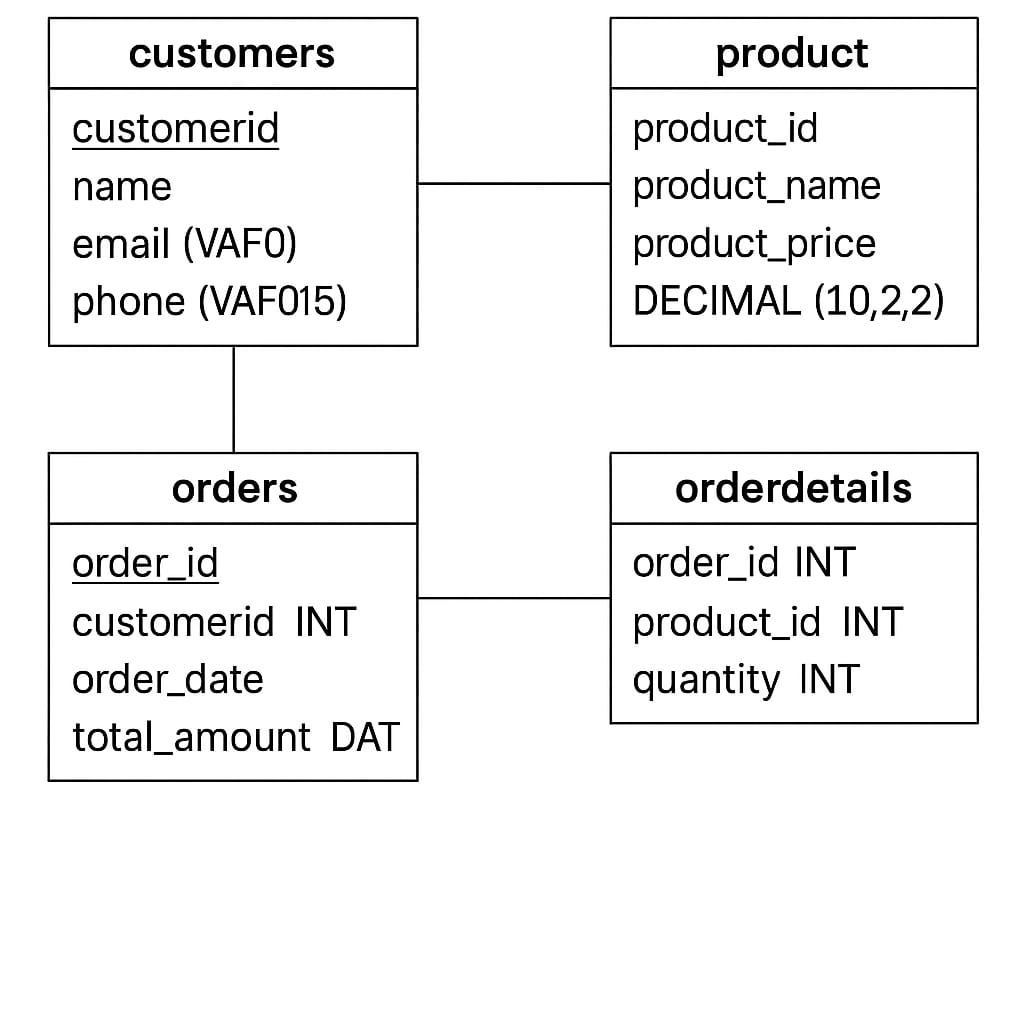 customers
customerid
name
email (VAF0)
phone (VAF015)
product
product_id
product_name
product_price
DECIMAL (10,2,2)
orders
order_id
customerid INT
order_date
total_amount DAT
orderdetails
order_id INT
product_id INT
quantity INT